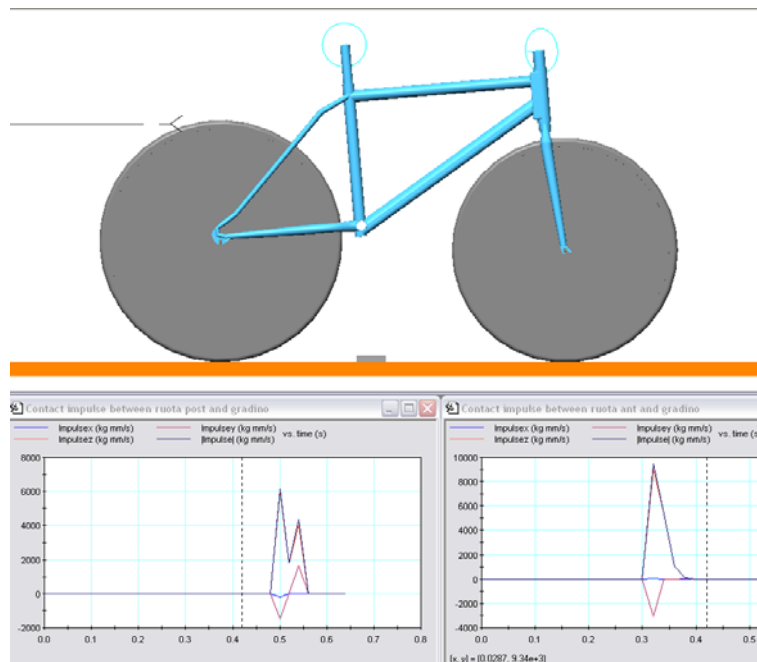 Contact impulse between ruota post and gradino
Impulsex (kg mm/s)
Impulsey (kg mm/s)
Impulsez (kg mm/s)
|Impulse| (kg mm/s)
vs. time (s)
8000
6000
4000
2000
0
-2000
0.0 0.1 0.2 0.3 0.4 0.5 0.6 0.7 0.8
Contact impulse between ruota ant and gradino
Impulsex (kg mm/s)
Impulsey (kg mm/s)
Impulsez (kg mm/s)
|Impulse| (kg mm/s)
vs. time (s)
10000
8000
6000
4000
2000
0
-2000
-4000
0.0 0.1 0.2 0.3 0.4 0.5
(x, y) = (0.0287, 9.34e+3)